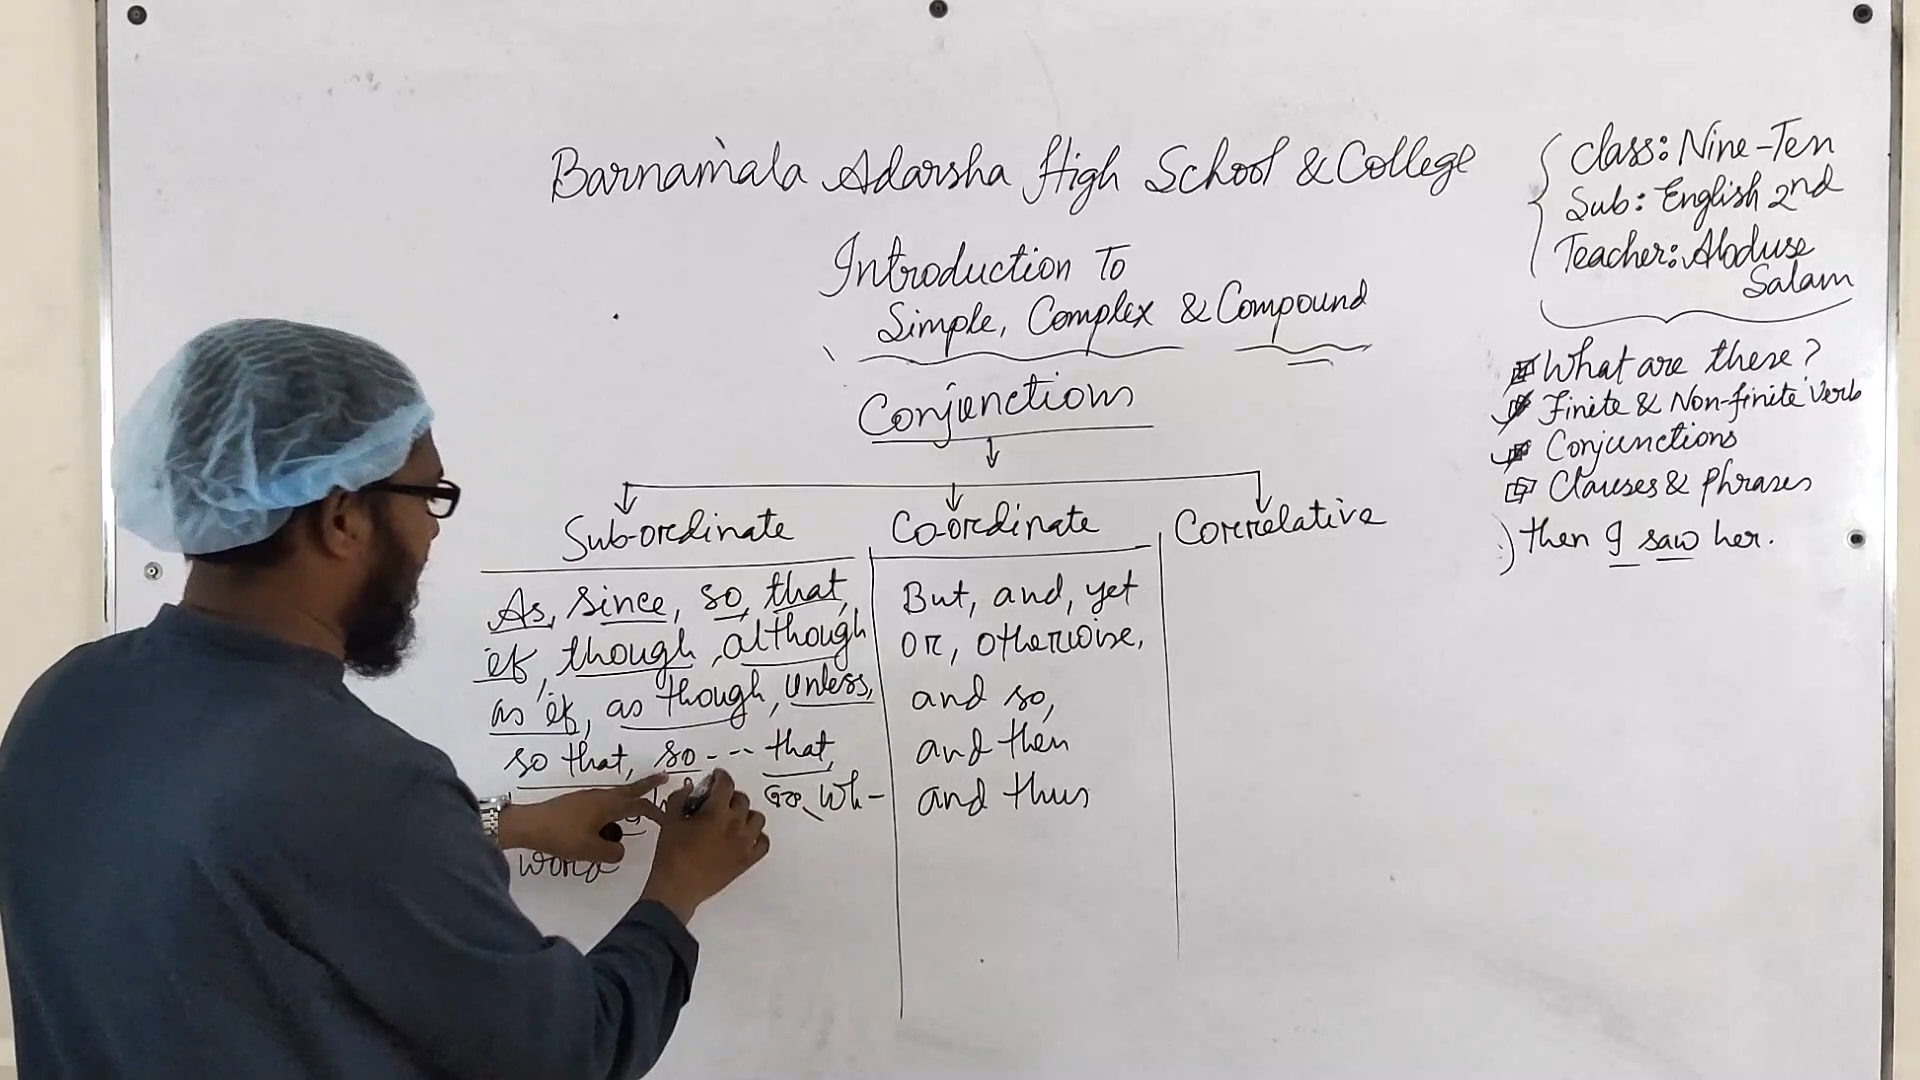 Barnamala Adarsha High School & College
Introduction To
Simple, Complex & Compound
Conjunctions
Sub-ordinate
As, since, so, that,
if, though, although
as if, as though, unless,
so that, so --- that,
Wh-
word
Co-ordinate
But, and, yet
or, otherwise,
and so,
and then
and thus
Correlative
Class: Nine-Ten
Sub: English 2nd
Teacher: Abduse
Salam
What are these?
Finite & Non-finite Verb
Conjunctions
Clauses & Phrases
then I saw her.